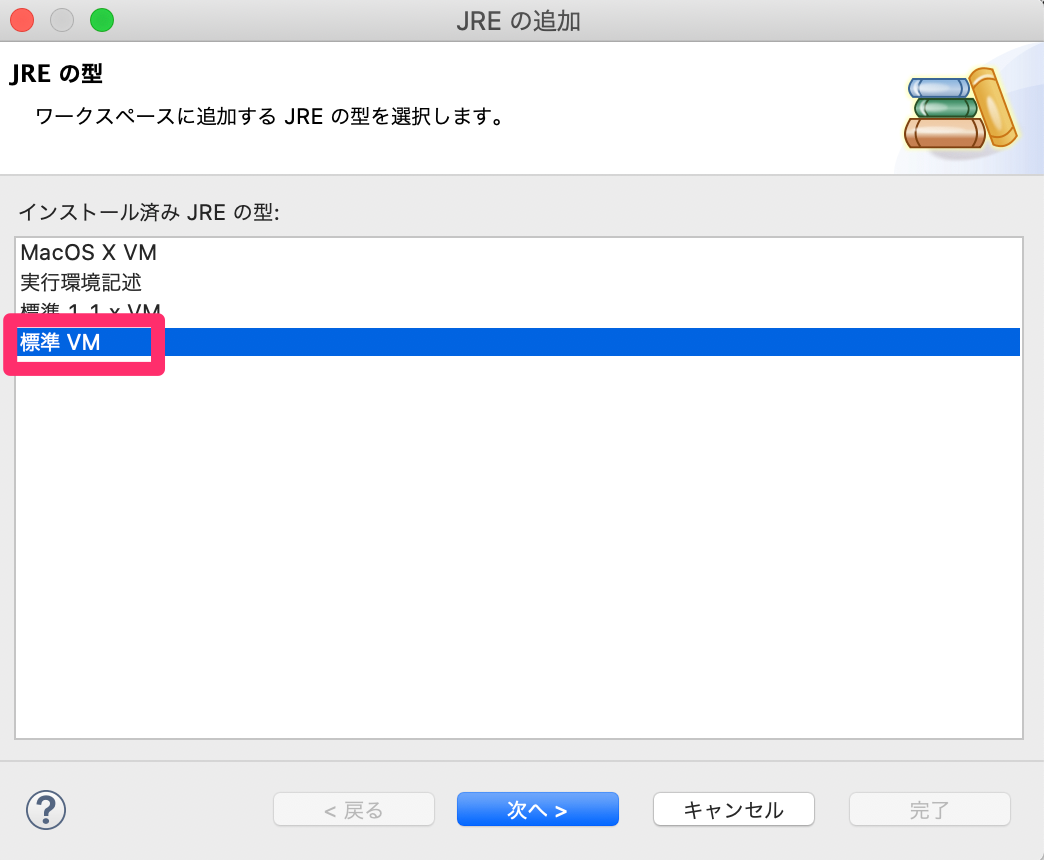 JRE の追加
JRE の型
ワークスペースに追加する JRE の型を選択します。
インストール済み JRE の型:
MacOS X VM
実行環境記述
標準 1.1.x VM
標準 VM
?
< 戻る
次へ >
キャンセル
完了